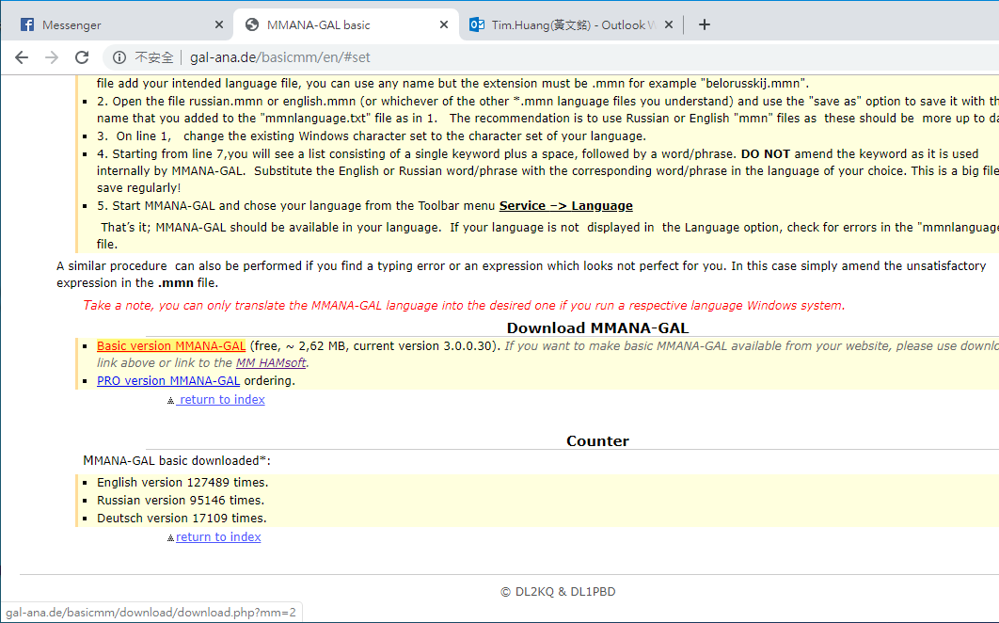 Messenger
MMANA-GAL basic
Tim.Huang(黃文銘) - Outlook W
不安全 | gal-ana.de/basicmm/en/#set
file add your intended language file, you can use any name but the extension must be .mmn for example "belorusskij.mmn".
2. Open the file russian.mmn or english.mmn (or whichever of the other *.mmn language files you understand) and use the "save as" option to save it with th
name that you added to the "mmnlanguage.txt" file as in 1. The recommendation is to use Russian or English "mmn" files as these should be more up to da
3. On line 1, change the existing Windows character set to the character set of your language.
4. Starting from line 7,you will see a list consisting of a single keyword plus a space, followed by a word/phrase. DO NOT amend the keyword as it is used
internally by MMANA-GAL. Substitute the English or Russian word/phrase with the corresponding word/phrase in the language of your choice. This is a big file
save regularly!
5. Start MMANA-GAL and chose your language from the Toolbar menu Service –> Language
That's it; MMANA-GAL should be available in your language. If your language is not displayed in the Language option, check for errors in the "mmnlanguage
file.
A similar procedure can also be performed if you find a typing error or an expression which looks not perfect for you. In this case simply amend the unsatisfactory
expression in the .mmn file.
Take a note, you can only translate the MMANA-GAL language into the desired one if you run a respective language Windows system.
Download MMANA-GAL
Basic version MMANA-GAL (free, ~ 2,62 MB, current version 3.0.0.30). If you want to make basic MMANA-GAL available from your website, please use downlo
link above or link to the MM HAMsoft.
PRO version MMANA-GAL ordering.
return to index
Counter
MMANA-GAL basic downloaded*:
English version 127489 times.
Russian version 95146 times.
Deutsch version 17109 times.
return to index
© DL2KQ & DL1PBD
gal-ana.de/basicmm/download/download.php?mm=2